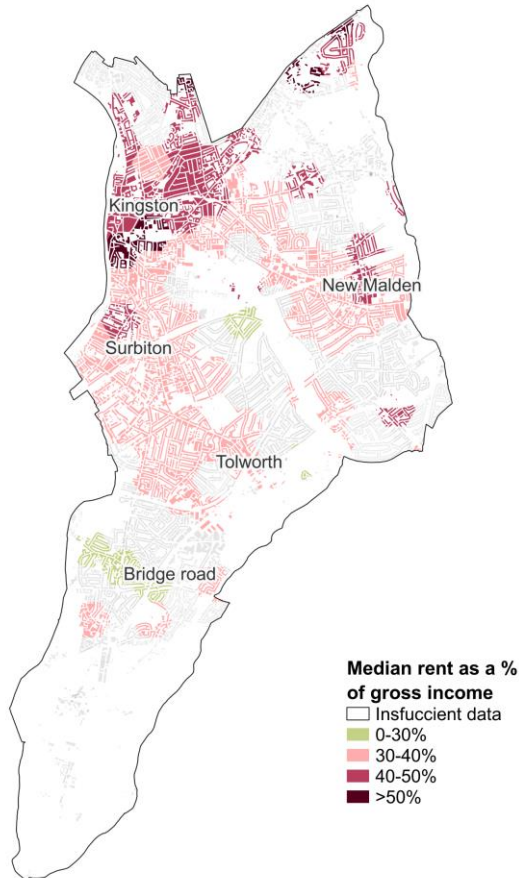 Kingston
New Malden
Surbiton
Tolworth
Bridge road
Median rent as a %
of gross income
Insfuccient data
0-30%
30-40%
40-50%
>50%